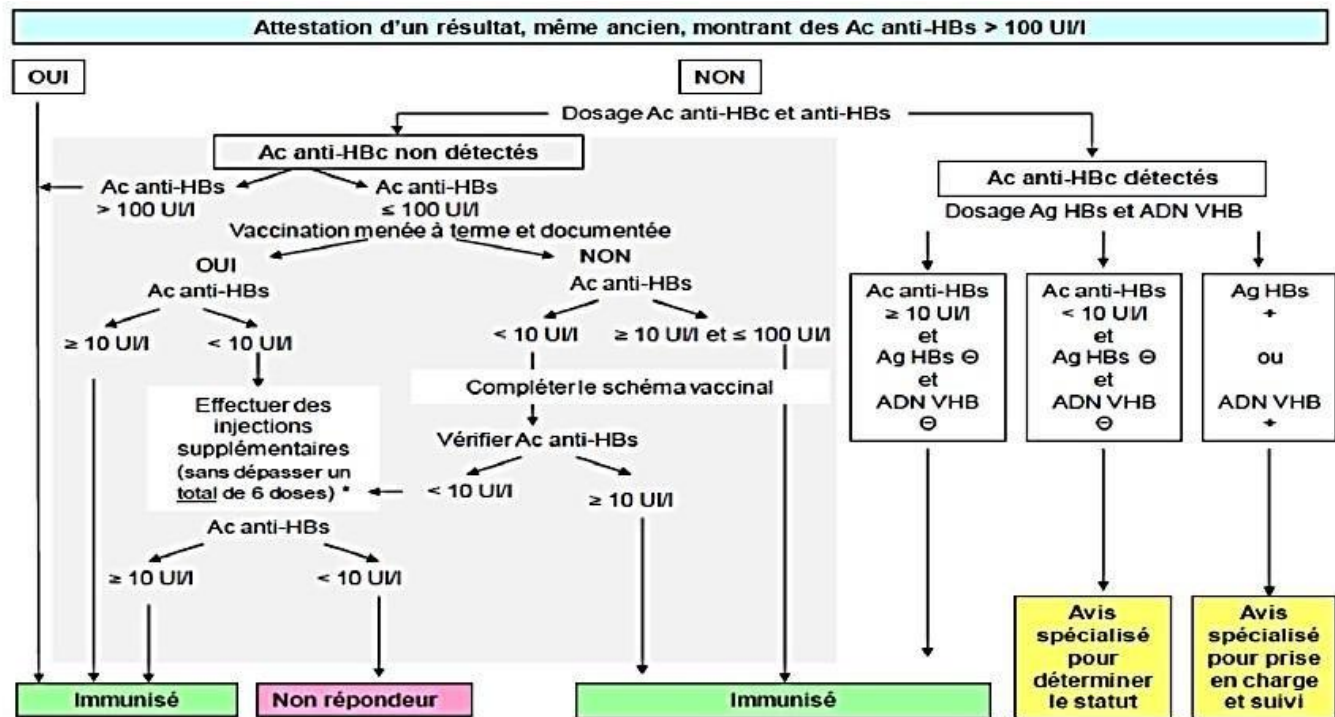 Attestation d'un résultat, même ancien, montrant des Ac anti-HBs > 100 UI/l
OUI
NON
Dosage Ac anti-HBc et anti-HBs
Ac anti-HBc non détectés
Ac anti-HBc détectés
Ac anti-HBs
> 100 UI/l
Ac anti-HBs
≤ 100 UI/l
Dosage Ag HBs et ADN VHB
Vaccination menée à terme et documentée
OUI
NON
Ac anti-HBs
Ac anti-HBs
≥ 10 UI/l
< 10 UI/l
< 10 UI/l
≥ 10 UI/l et ≤ 100 UI/l
Ac anti-HBs
≥ 10 UI/l
et
Ag HBs ⊖
et
ADN VHB
⊖
Ac anti-HBs
< 10 UI/l
et
Ag HBs ⊖
et
ADN VHB
⊖
Ag HBs
+
ou
ADN VHB
+
Compléter le schéma vaccinal
Effectuer des
injections
supplémentaires
(sans dépasser un
total de 6 doses) *
Vérifier Ac anti-HBs
< 10 UI/l
≥ 10 UI/l
Ac anti-HBs
≥ 10 UI/l
< 10 UI/l
Immunisé
Non répondeur
Immunisé
Avis
spécialisé
pour
déterminer
le statut
Avis
spécialisé
pour prise
en charge
et suivi